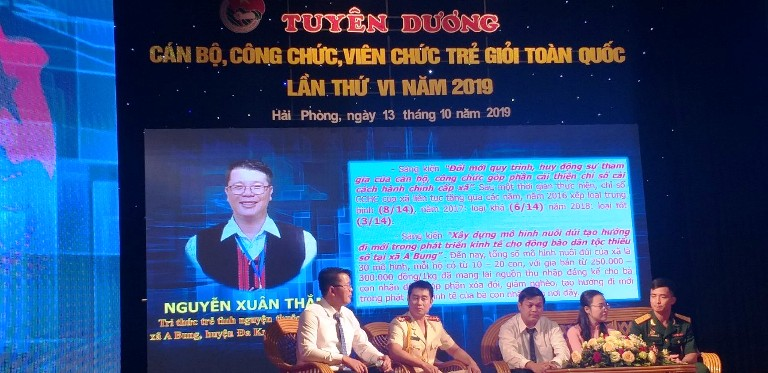 TUYÊN DƯƠNG
CÁN BỘ, CÔNG CHỨC, VIÊN CHỨC TRẺ GIỎI TOÀN QUỐC
LẦN THỨ VI NĂM 2019
Hải Phòng, ngày 13 tháng 10 năm 2019
- Sáng kiến "Đổi mới quy trình, huy động sự tham
gia của cán bộ, công chức góp phần cải thiện chỉ số cải
cách hành chính cấp xã" Sau một thời gian thực hiện, chỉ số
CCHC của xã liên tục tăng qua các năm, năm 2016 xếp loại trung
bình (8/14), năm 2017: loại khá (6/14) năm 2018: loại tốt
(3/14).
Sáng kiến "Xây dựng mô hình nuôi dúi tạo hướng
đi mới trong phát triển kinh tế cho đồng bào dân tộc thiểu
số tại xã A Bung". Đến nay, tổng số mô hình nuôi dúi của xã là
30 mô hình, mỗi hộ có từ 10 - 20 con, với giá bán từ 250.000 -
300.000 đồng/1kg đã mang lại nguồn thu nhập đáng kể cho bà
con nhân dân, góp phần xóa đói, giảm nghèo, tạo hướng đi mới
trong phát kinh tế của bà con nhân nơi đây
NGUYỄN XUÂN
Trí thức trẻ tình nguyện
xã A Bung, huyện Đa